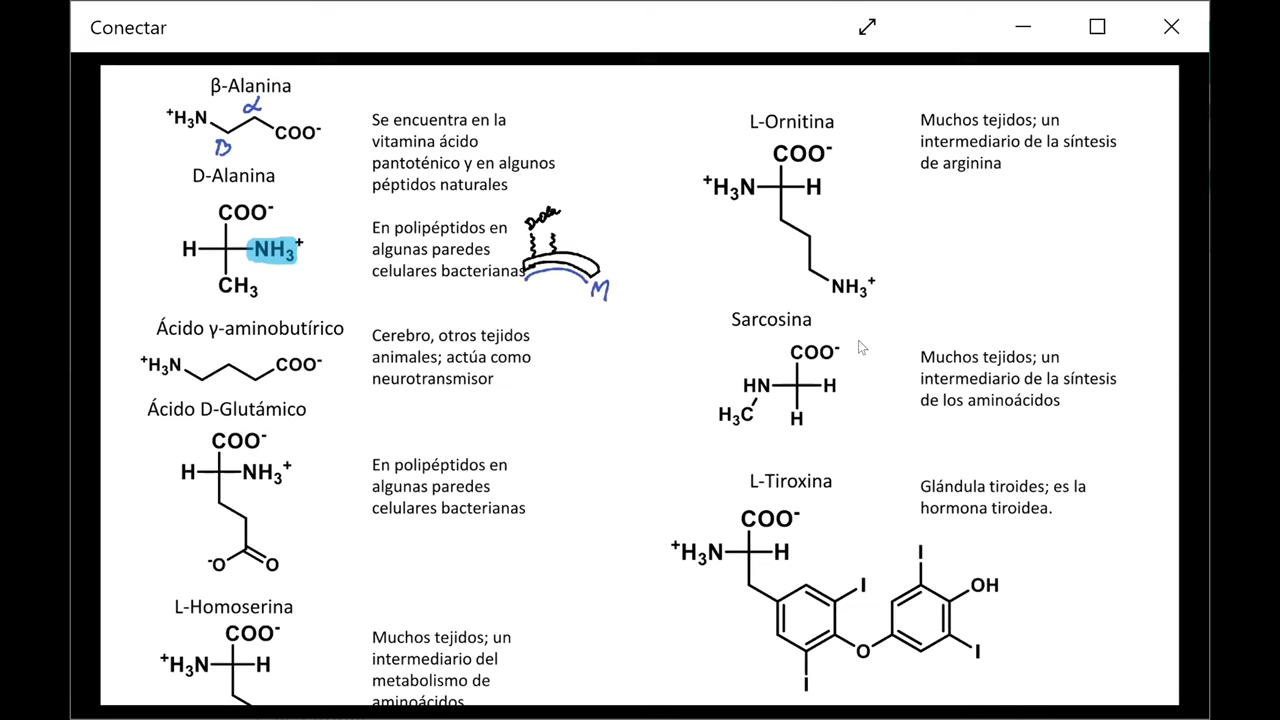 Conectar
β-Alanina
α
⁺H₃N
COO⁻
β
Se encuentra en la
vitamina ácido
pantoténico y en algunos
péptidos naturales
D-Alanina
COO⁻
H
NH₃⁺
CH₃
En polipéptidos en
algunas paredes
celulares bacterianas
D-Ala
M
Ácido γ-aminobutírico
⁺H₃N
COO⁻
Cerebro, otros tejidos
animales; actúa como
neurotransmisor
Ácido D-Glutámico
COO⁻
H
NH₃⁺
⁻O
O
En polipéptidos en
algunas paredes
celulares bacterianas
L-Homoserina
COO⁻
⁺H₃N
H
Muchos tejidos; un
intermediario del
metabolismo de
aminoácidos
L-Ornitina
COO⁻
⁺H₃N
H
NH₃⁺
Muchos tejidos; un
intermediario de la síntesis
de arginina
Sarcosina
COO⁻
HN
H
H₃C
H
Muchos tejidos; un
intermediario de la síntesis
de los aminoácidos
L-Tiroxina
COO⁻
⁺H₃N
H
I
I
OH
O
I
I
Glándula tiroides; es la
hormona tiroidea.